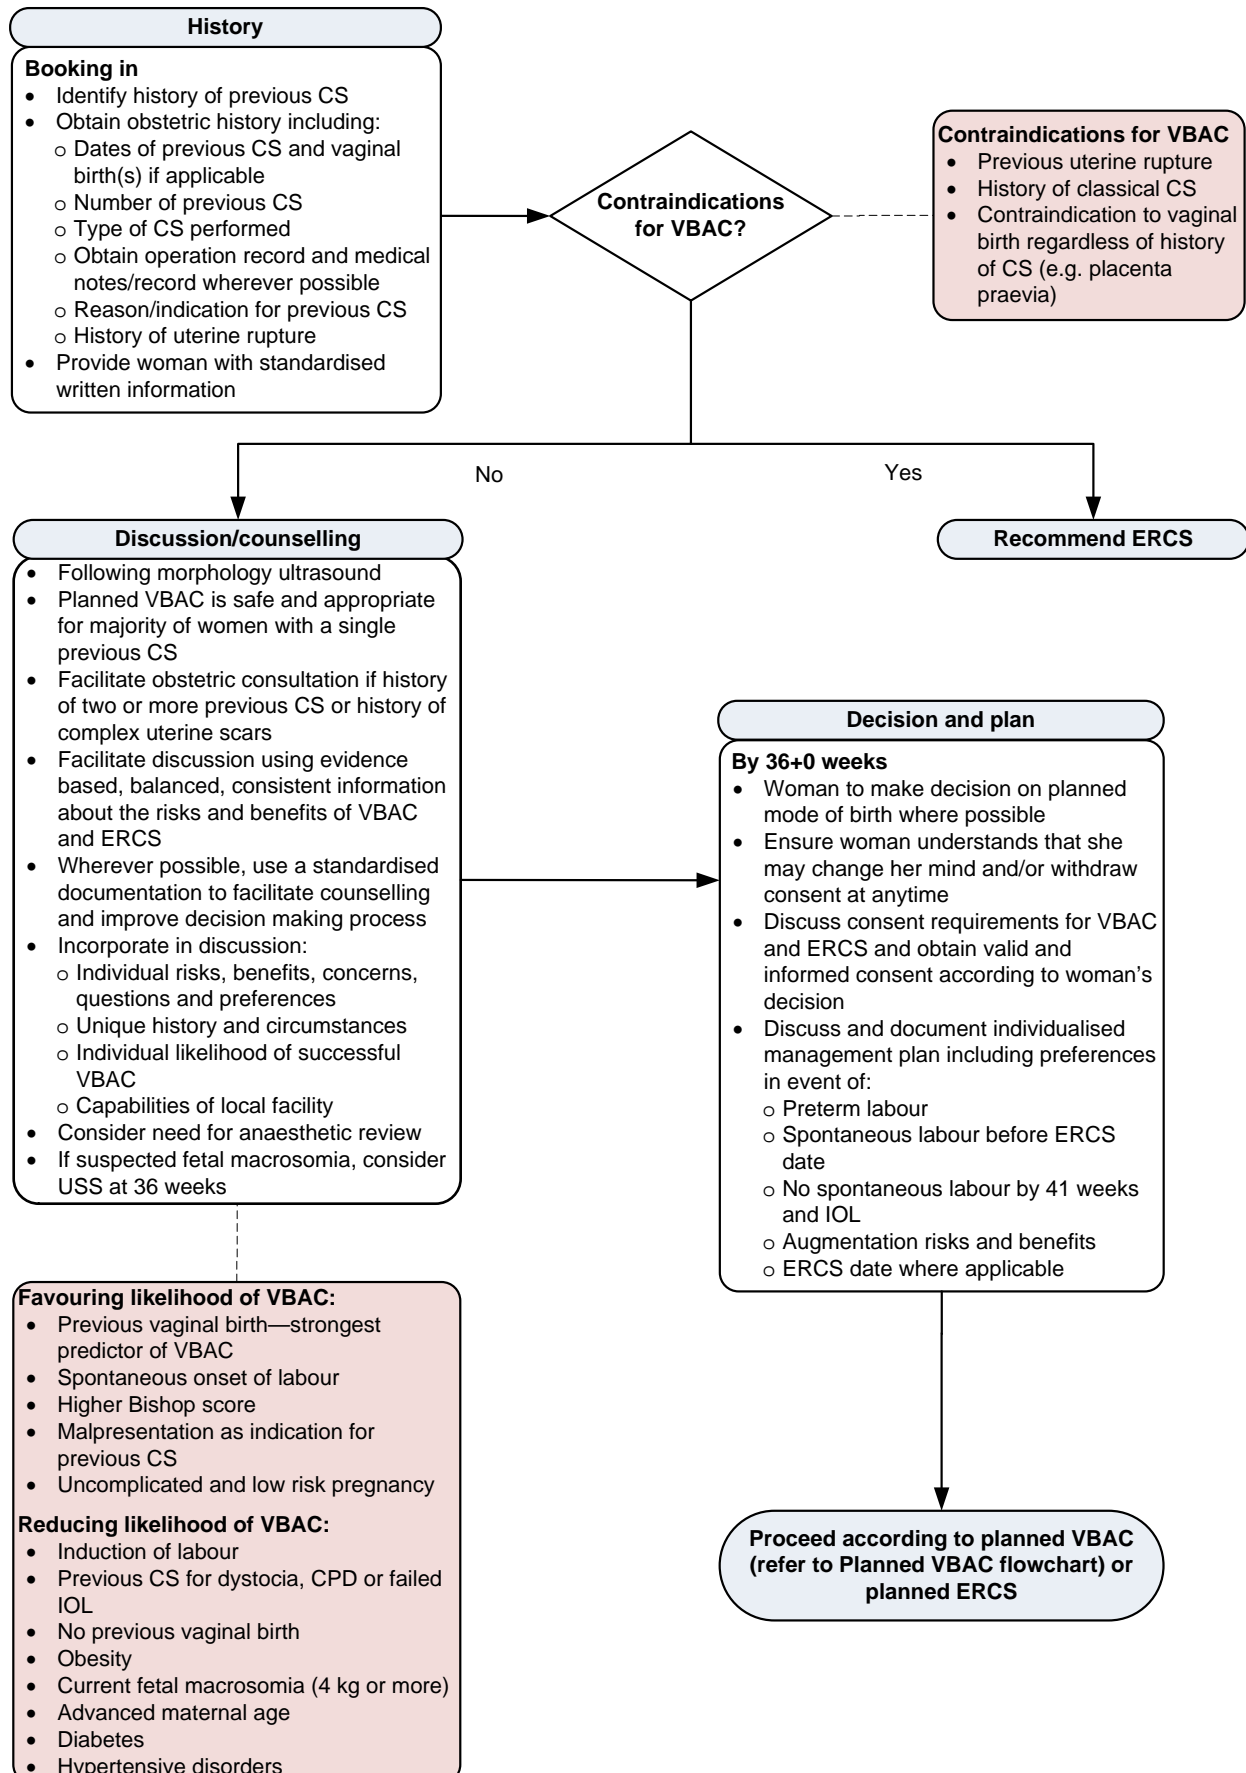 History
Booking in
• Identify history of previous CS
• Obtain obstetric history including:
o Dates of previous CS and vaginal
birth(s) if applicable
o Number of previous CS
o Type of CS performed
o Obtain operation record and medical
notes/record wherever possible
o Reason/indication for previous CS
o History of uterine rupture
• Provide woman with standardised
written information
Contraindications
for VBAC?
Contraindications for VBAC
• Previous uterine rupture
• History of classical CS
• Contraindication to vaginal
birth regardless of history
of CS (e.g. placenta
praevia)
No
Yes
Discussion/counselling
• Following morphology ultrasound
• Planned VBAC is safe and appropriate
for majority of women with a single
previous CS
• Facilitate obstetric consultation if history
of two or more previous CS or history of
complex uterine scars
• Facilitate discussion using evidence
based, balanced, consistent information
about the risks and benefits of VBAC
and ERCS
• Wherever possible, use a standardised
documentation to facilitate counselling
and improve decision making process
• Incorporate in discussion:
o Individual risks, benefits, concerns,
questions and preferences
o Unique history and circumstances
o Individual likelihood of successful
VBAC
o Capabilities of local facility
• Consider need for anaesthetic review
• If suspected fetal macrosomia, consider
USS at 36 weeks
Recommend ERCS
Decision and plan
By 36+0 weeks
• Woman to make decision on planned
mode of birth where possible
• Ensure woman understands that she
may change her mind and/or withdraw
consent at anytime
• Discuss consent requirements for VBAC
and ERCS and obtain valid and
informed consent according to woman's
decision
• Discuss and document individualised
management plan including preferences
in event of:
o Preterm labour
o Spontaneous labour before ERCS
date
o No spontaneous labour by 41 weeks
and IOL
o Augmentation risks and benefits
o ERCS date where applicable
Favouring likelihood of VBAC:
• Previous vaginal birth—strongest
predictor of VBAC
• Spontaneous onset of labour
• Higher Bishop score
• Malpresentation as indication for
previous CS
• Uncomplicated and low risk pregnancy
Reducing likelihood of VBAC:
• Induction of labour
• Previous CS for dystocia, CPD or failed
IOL
• No previous vaginal birth
• Obesity
• Current fetal macrosomia (4 kg or more)
• Advanced maternal age
• Diabetes
• Hypertensive disorders
Proceed according to planned VBAC
(refer to Planned VBAC flowchart) or
planned ERCS